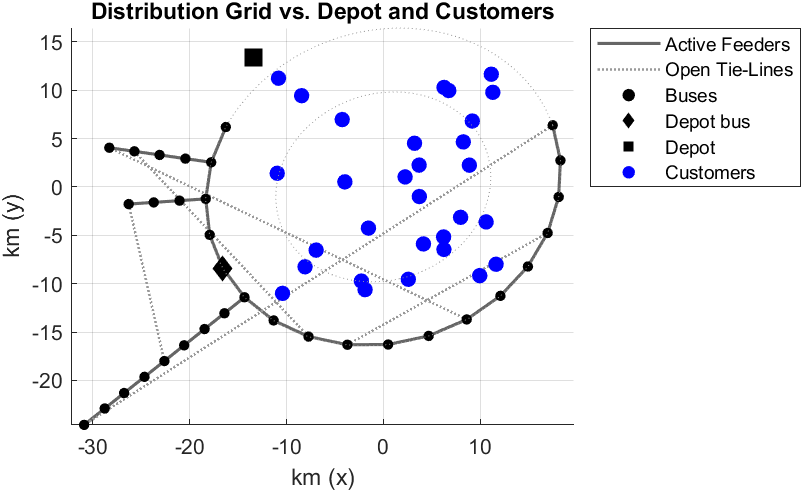 Distribution Grid vs. Depot and Customers
15
10
5
0
-5
-10
-15
-20
km (y)
-30
-20
-10
0
10
km (x)
Active Feeders
Open Tie-Lines
Buses
Depot bus
Depot
Customers